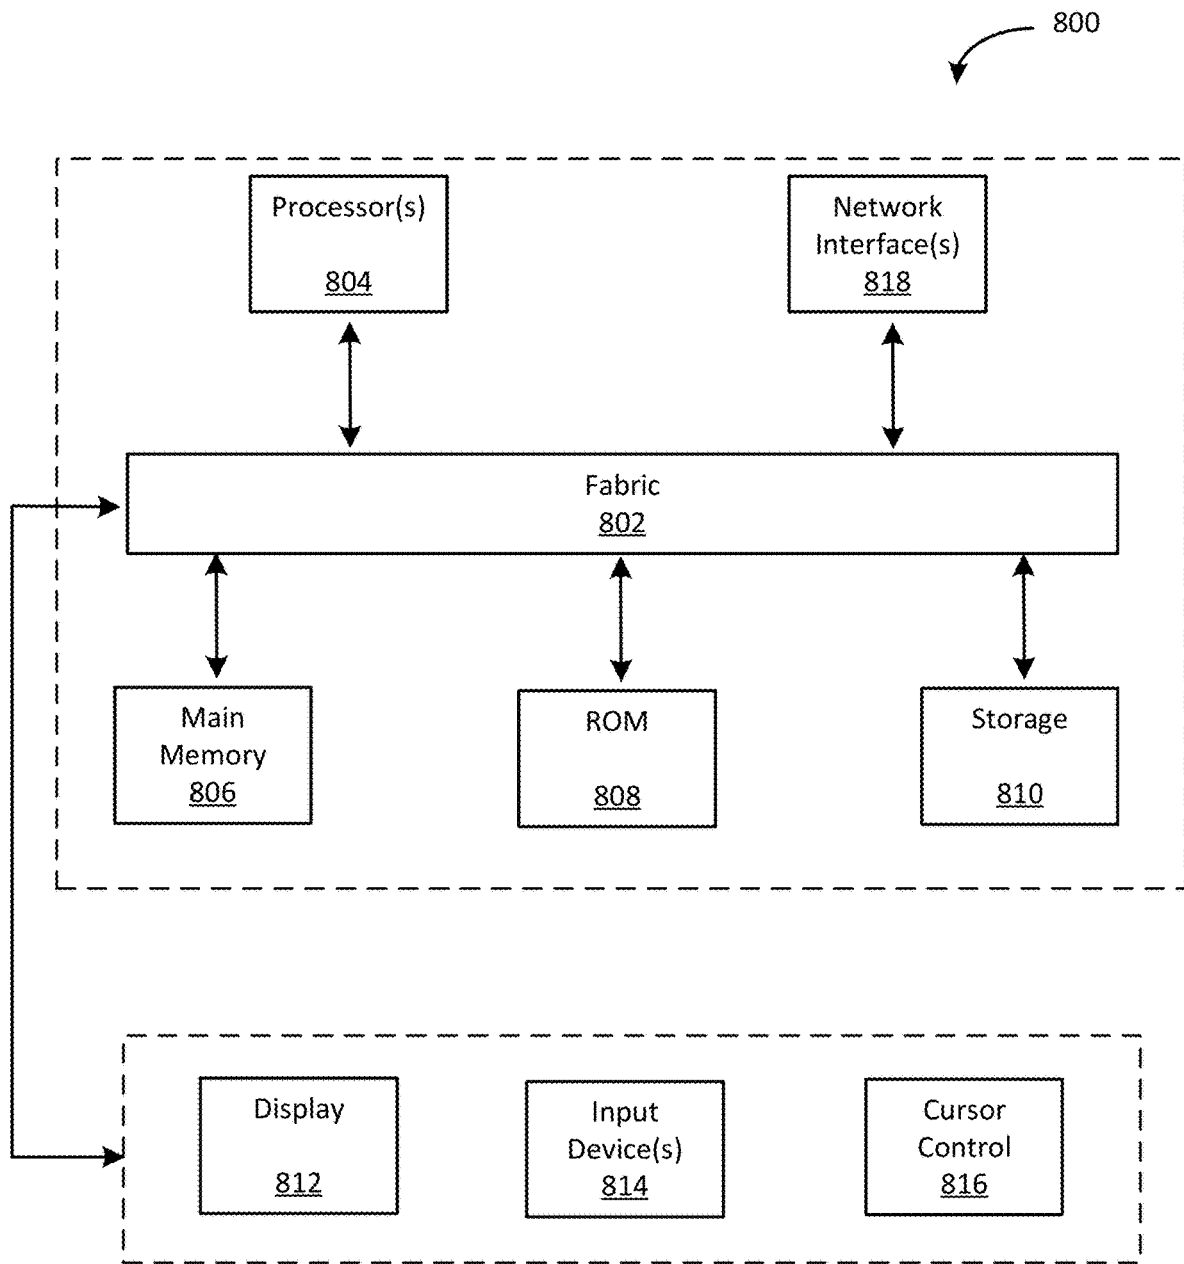 800
Processor(s)
804
Network
Interface(s)
818
Fabric
802
Main
Memory
806
ROM
808
Storage
810
Display
812
Input
Device(s)
814
Cursor
Control
816